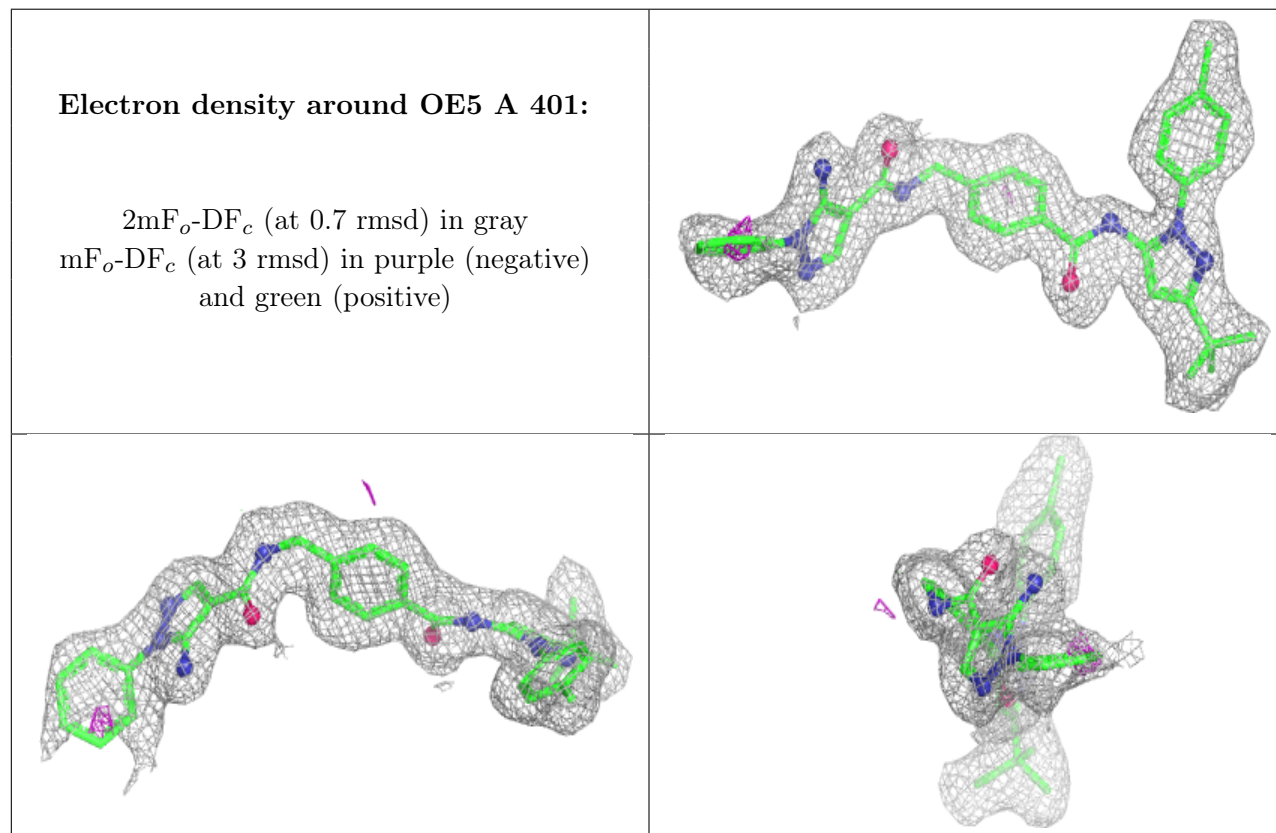 Electron density around OE5 A 401:
2mFo-DFc (at 0.7 rmsd) in gray
mFo-DFc (at 3 rmsd) in purple (negative)
and green (positive)